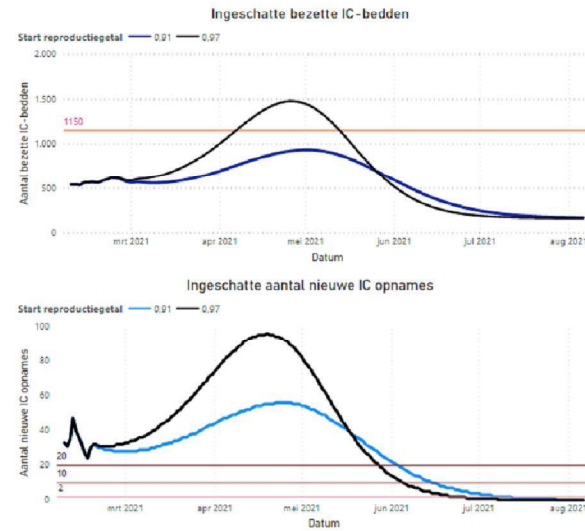 Ingeschatte bezette IC-bedden
Start reproductiegetal 0,91 0,97
Aantal bezette IC-bedden
2.000
1.500
1150
1.000
500
0
mrt 2021 apr 2021 mei 2021 jun 2021 jul 2021 aug 2021
Datum
Ingeschatte aantal nieuwe IC opnames
Start reproductiegetal 0,91 0,97
Aantal nieuwe IC opnames
100
80
60
40
20
20
10
2
0
mrt 2021 apr 2021 mei 2021 jun 2021 jul 2021 aug 2021
Datum